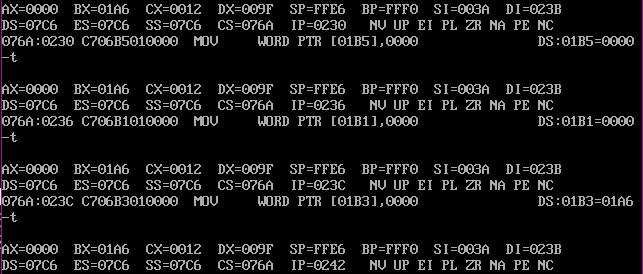 AX=0000 BX=01A6 CX=0012 DX=009F SP=FFE6 BP=FFF0 SI=003A DI=023B
DS=07C6 ES=07C6 SS=07C6 CS=076A IP=0230 NV UP EI PL ZR NA PE NC
076A:0230 C706B5010000 MOV WORD PTR [01B5],0000 DS:01B5=0000
-t
AX=0000 BX=01A6 CX=0012 DX=009F SP=FFE6 BP=FFF0 SI=003A DI=023B
DS=07C6 ES=07C6 SS=07C6 CS=076A IP=0236 NV UP EI PL ZR NA PE NC
076A:0236 C706B1010000 MOV WORD PTR [01B1],0000 DS:01B1=0000
-t
AX=0000 BX=01A6 CX=0012 DX=009F SP=FFE6 BP=FFF0 SI=003A DI=023B
DS=07C6 ES=07C6 SS=07C6 CS=076A IP=023C NV UP EI PL ZR NA PE NC
076A:023C C706B3010000 MOV WORD PTR [01B3],0000 DS:01B3=01A6
-t
AX=0000 BX=01A6 CX=0012 DX=009F SP=FFE6 BP=FFF0 SI=003A DI=023B
DS=07C6 ES=07C6 SS=07C6 CS=076A IP=0242 NV UP EI PL ZR NA PE NC